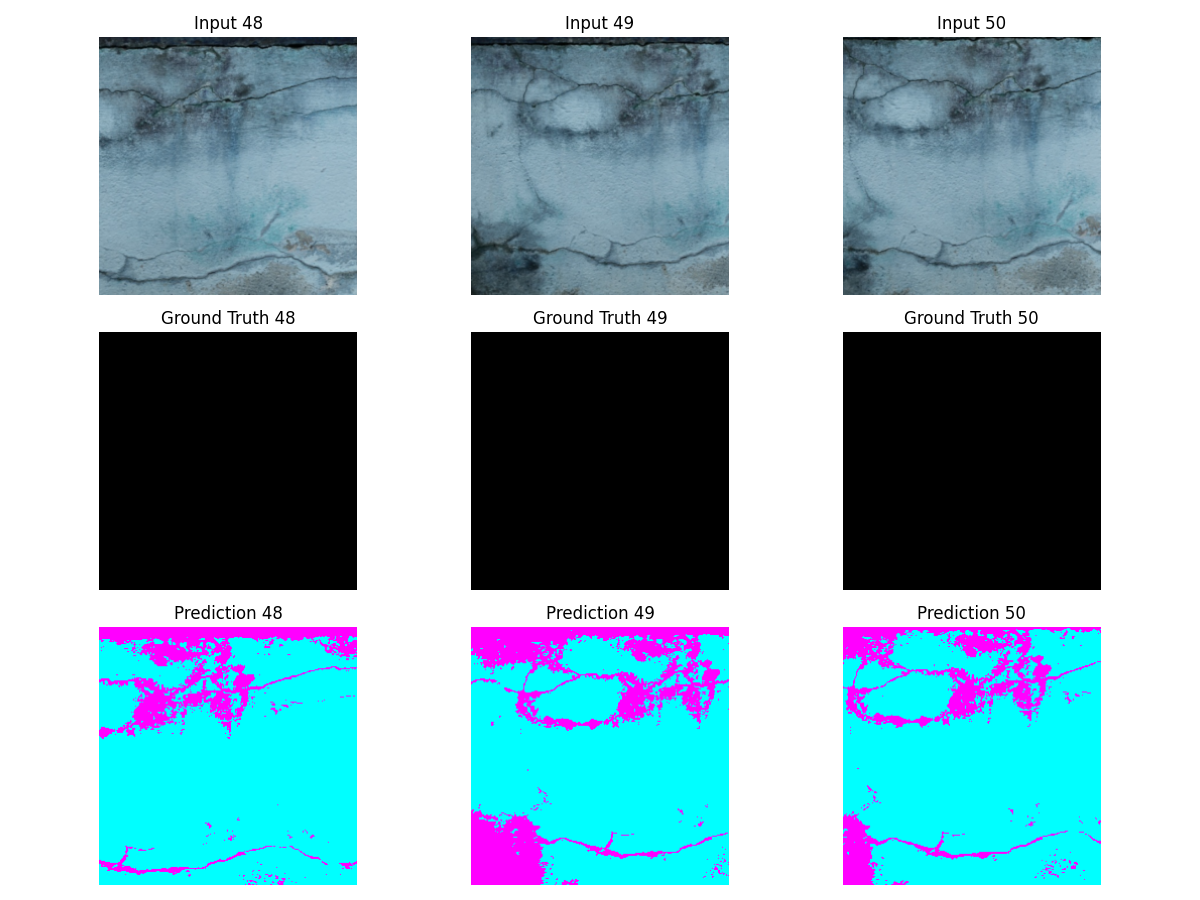 Input 48
Input 49
Input 50
Ground Truth 48
Ground Truth 49
Ground Truth 50
Prediction 48
Prediction 49
Prediction 50